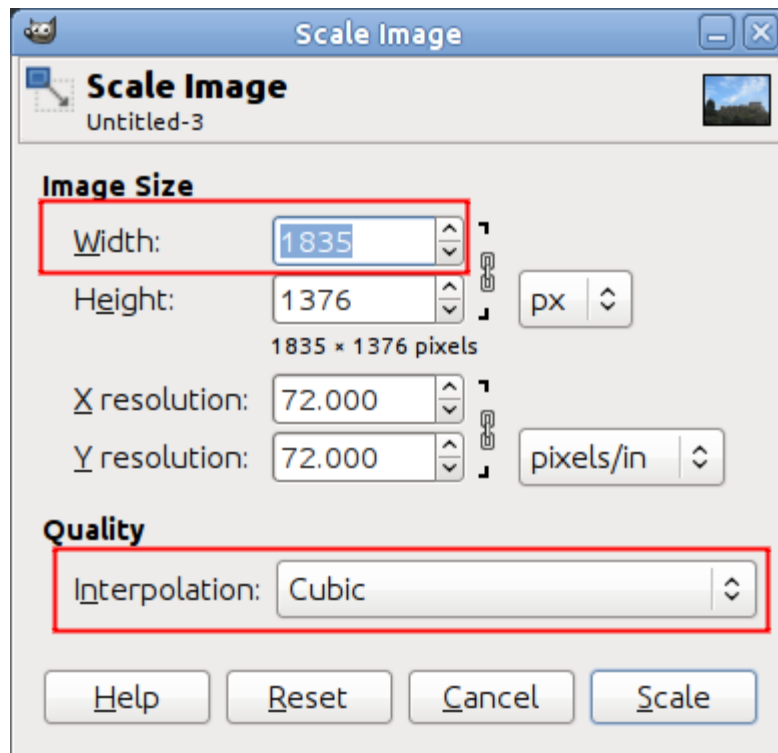 Scale Image
Scale Image
Untitled-3
Image Size
Width: 1835
Height: 1376 px
1835 × 1376 pixels
X resolution: 72.000
Y resolution: 72.000 pixels/in
Quality
Interpolation: Cubic
Help Reset Cancel Scale